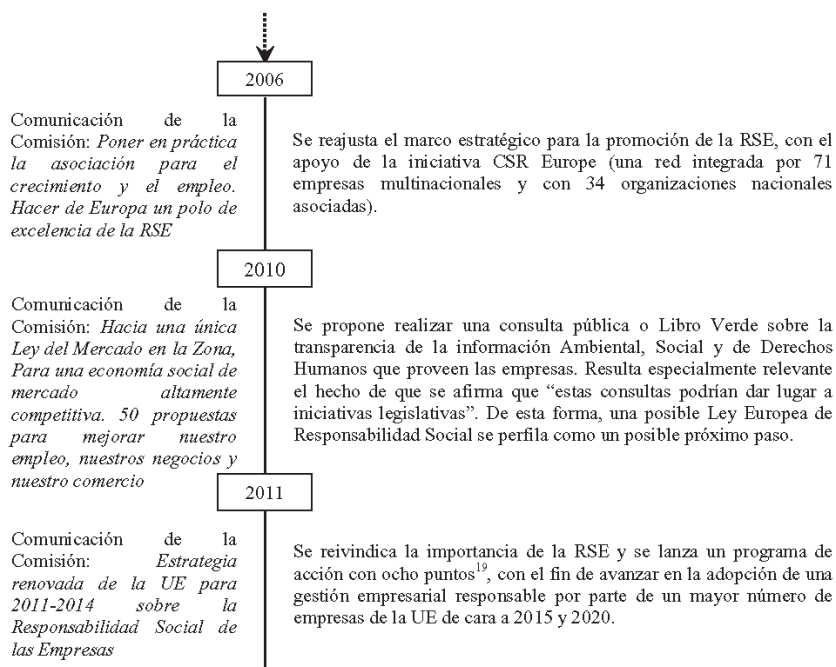 2006
Comunicación de la
Comisión: Poner en práctica
la asociación para el
crecimiento y el empleo.
Hacer de Europa un polo de
excelencia de la RSE
Se reajusta el marco estratégico para la promoción de la RSE, con el
apoyo de la iniciativa CSR Europe (una red integrada por 71
empresas multinacionales y con 34 organizaciones nacionales
asociadas).
2010
Comunicación de la
Comisión: Hacia una única
Ley del Mercado en la Zona,
Para una economía social de
mercado altamente
competitiva. 50 propuestas
para mejorar nuestro
empleo, nuestros negocios y
nuestro comercio
Se propone realizar una consulta pública o Libro Verde sobre la
transparencia de la información Ambiental, Social y de Derechos
Humanos que proveen las empresas. Resulta especialmente relevante
el hecho de que se afirma que “estas consultas podrían dar lugar a
iniciativas legislativas”. De esta forma, una posible Ley Europea de
Responsabilidad Social se perfila como un posible próximo paso.
2011
Comunicación de la
Comisión: Estrategia
renovada de la UE para
2011-2014 sobre la
Responsabilidad Social de
las Empresas
Se reivindica la importancia de la RSE y se lanza un programa de
acción con ocho puntos19, con el fin de avanzar en la adopción de una
gestión empresarial responsable por parte de un mayor número de
empresas de la UE de cara a 2015 y 2020.